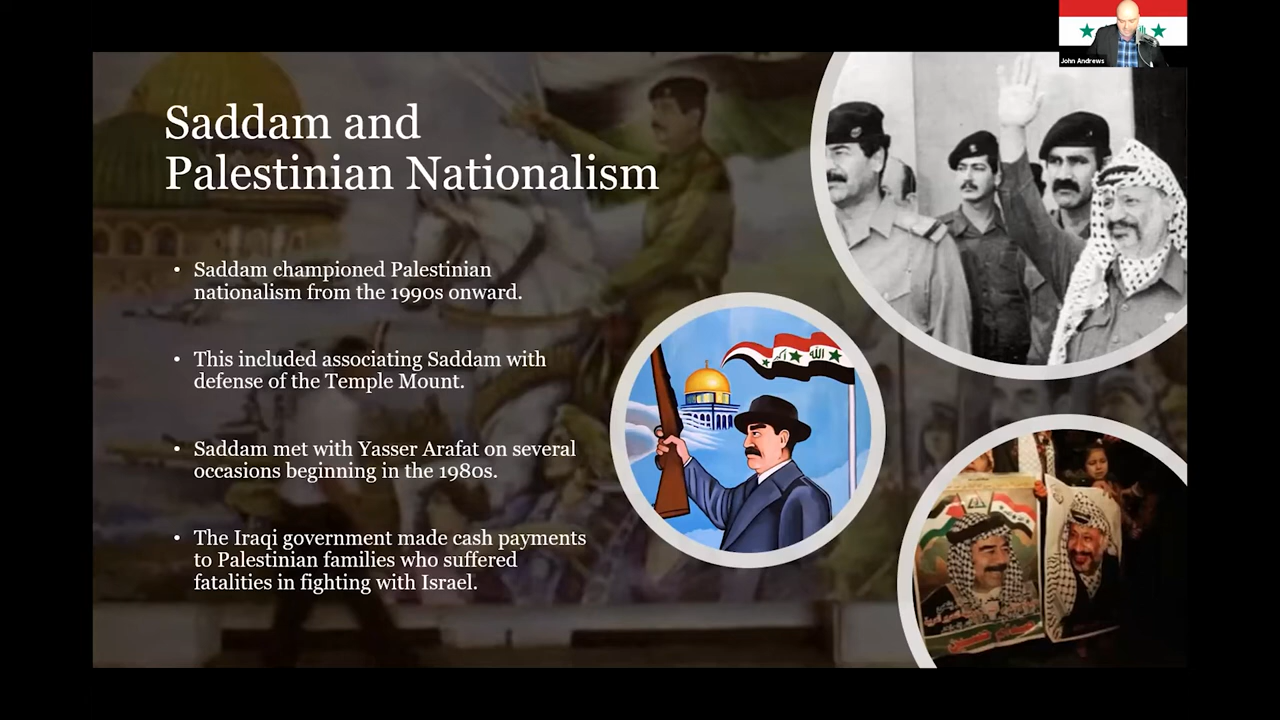 John Andrews
Saddam and
Palestinian Nationalism
• Saddam championed Palestinian
nationalism from the 1990s onward.
• This included associating Saddam with
defense of the Temple Mount.
• Saddam met with Yasser Arafat on several
occasions beginning in the 1980s.
• The Iraqi government made cash payments
to Palestinian families who suffered
fatalities in fighting with Israel.
الله